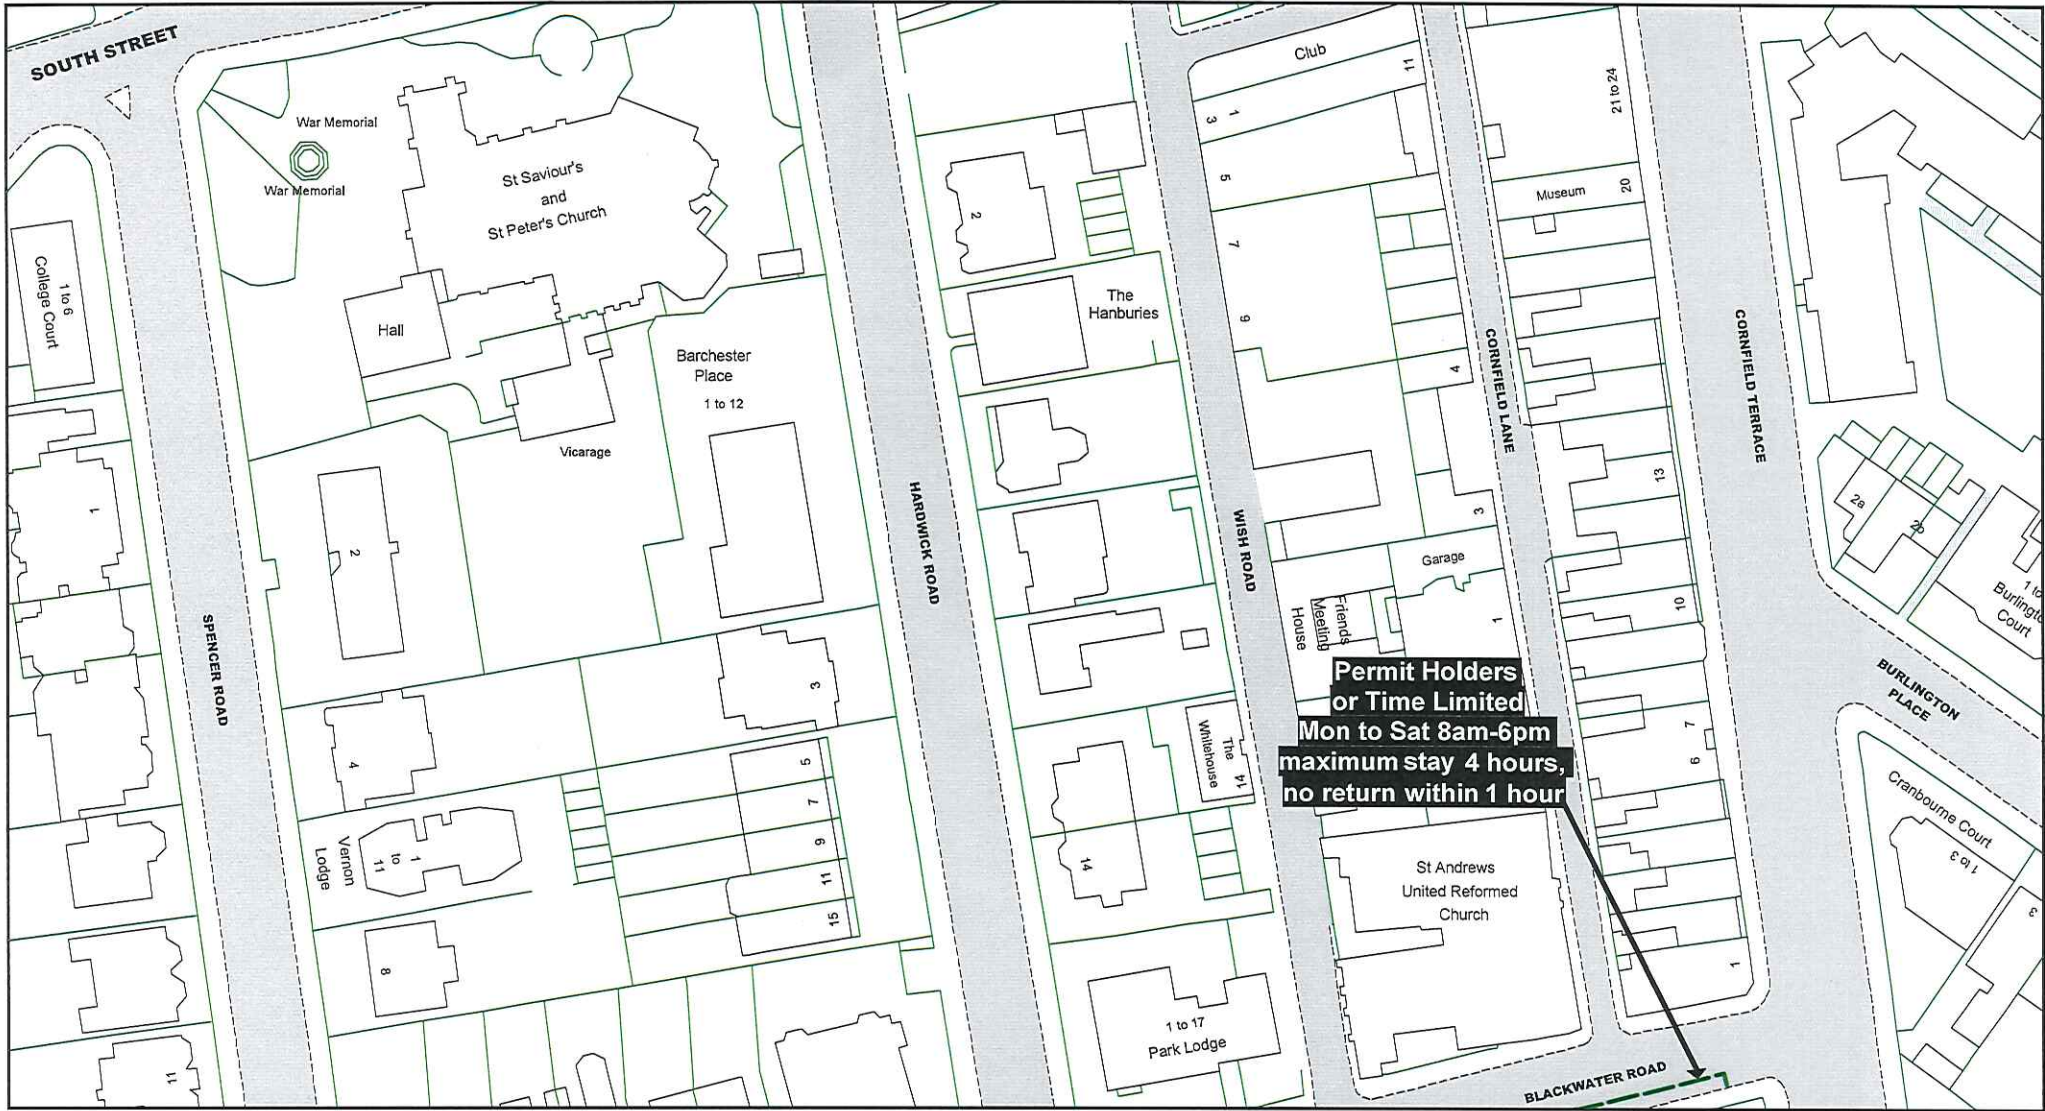 SOUTH STREET
War Memorial
War Memorial
St Saviour's
and
St Peter's Church
1 to 6
College Court
Hall
Vicarage
Barchester
Place
1 to 12
1
2
SPENCER ROAD
4
3
Vernon
Lodge
1
to
11
8
11
5
7
9
11
15
HARDWICK ROAD
2
The
Hanburies
The
Whitehouse
14
14
1 to 17
Park Lodge
WISH ROAD
Club
11
1
3
5
7
9
4
3
Garage
1
Friends
Meeting
House
CORNFIELD LANE
21 to 24
Museum
20
13
10
7
6
1
CORNFIELD TERRACE
2a
2b
1 to
Burlingto
Court
BURLINGTON
PLACE
Cranbourne Court
1 to 3
3
Permit Holders
or Time Limited
Mon to Sat 8am-6pm
maximum stay 4 hours,
no return within 1 hour
St Andrews
United Reformed
Church
BLACKWATER ROAD